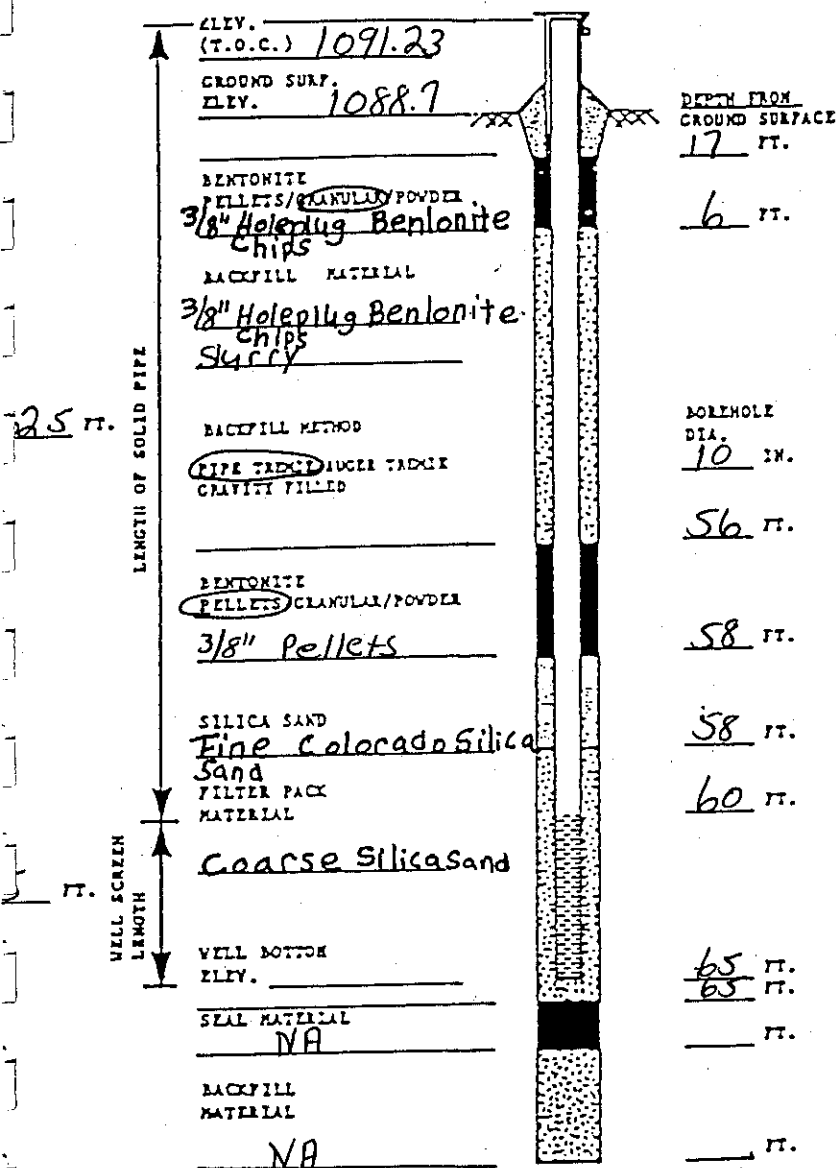 ELEV.
(T.O.C.) 1091.23
GROUND SURF.
ELEV. 1088.7
DEPTH FROM
GROUND SURFACE
17 FT.
BENTONITE
PELLETS/GRANULAR/POWDER
3/8" Holeplug Benlonite
Chips
6 FT.
BACKFILL MATERIAL
3/8" Holeplug Benlonite
Chips
Slurry
LENGTH OF SOLID PIPE
25 FT.
BACKFILL METHOD
PIPE TREMIE AUGER TREMIE
GRAVITY FILLED
BOREHOLE
DIA.
10 IN.
56 FT.
BENTONITE
PELLETS/GRANULAR/POWDER
3/8" Pellets
58 FT.
SILICA SAND
Fine Colorado Silica
Sand
58 FT.
FILTER PACK
MATERIAL
60 FT.
Coarse Silica Sand
WELL SCREEN
LENGTH
FT.
WELL BOTTOM
ELEV.
65 FT.
65 FT.
SEAL MATERIAL
NA
FT.
BACKFILL
MATERIAL
NA
FT.